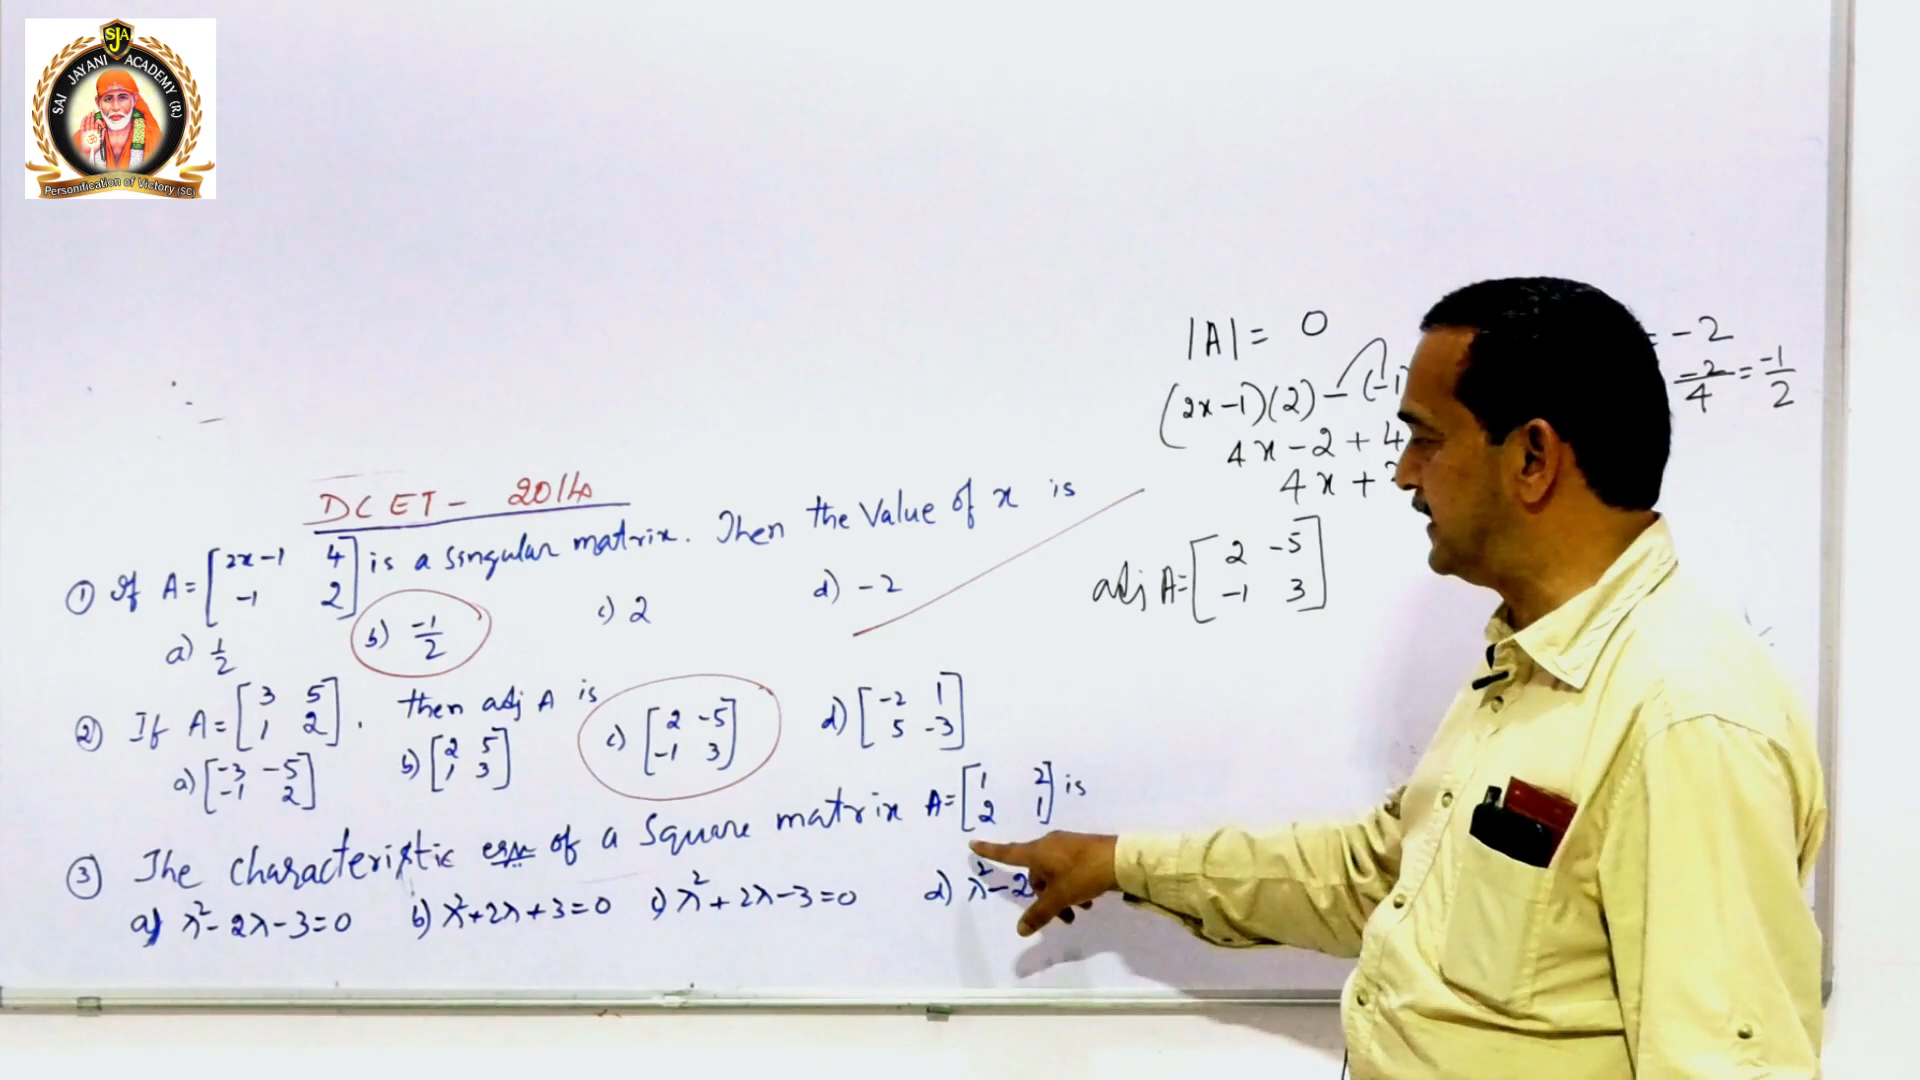 SJA
SAI JAYANI ACADEMY (R.)
Personification of Victory (SC)
DCET - 2014
① If A = [2x-1 4
-1 2] is a singular matrix. Then the value of x is
a) 1/2 b) -1/2 c) 2 d) -2
② If A = [3 5
1 2]. then adj A is
a) [-3 -5
-1 2] b) [2 5
1 3] c) [2 -5
-1 3] d) [-2 1
5 -3]
③ The characteristic eqn of a square matrix A = [1 2
2 1] is
a) λ²- 2λ-3=0 b) λ²+2λ+3=0 c) λ²+2λ-3=0 d) λ²-2
|A| = 0
(2x-1)(2) - (-1)
4x-2+4
4x+
= -2
-2/4 = -1/2
adj A = [2 -5
-1 3]